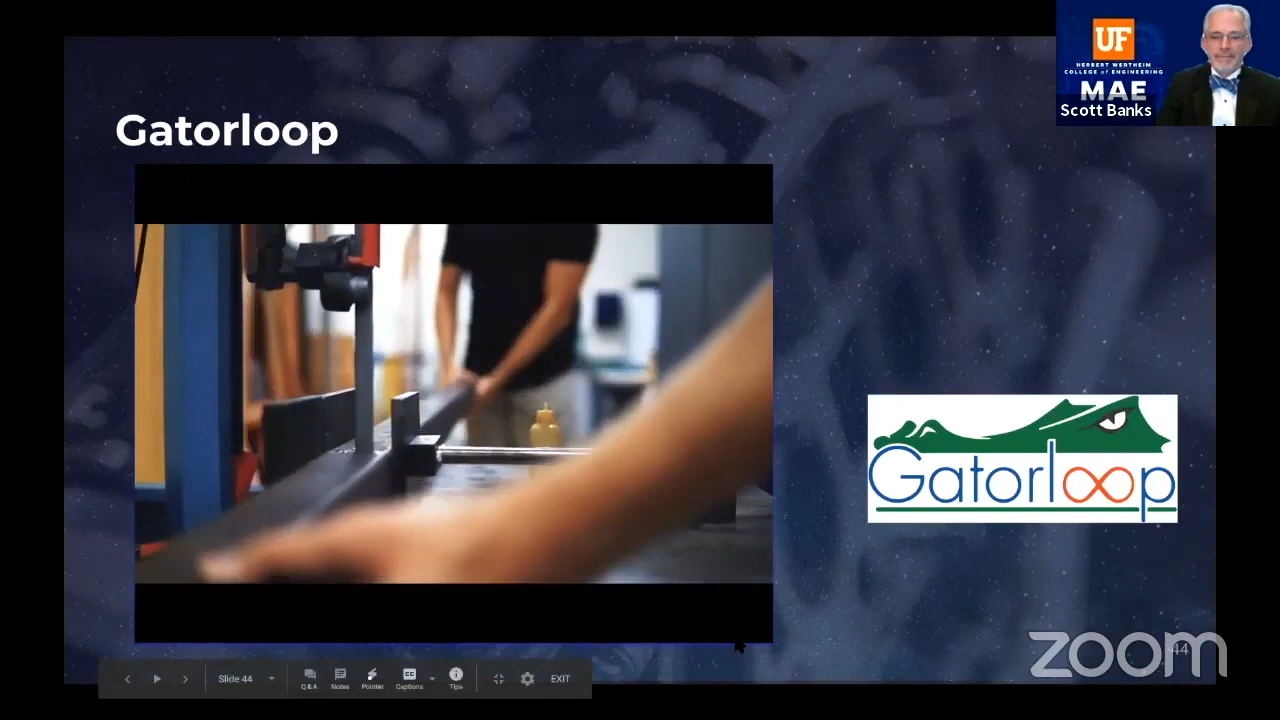 Gatorloop
UF
HERBERT WERTHEIM
COLLEGE of ENGINEERING
MAE
Scott Banks
Gatorloop
Slide 44
Q&A
Notes
Pointer
Captions
Tips
EXIT
44
zoom